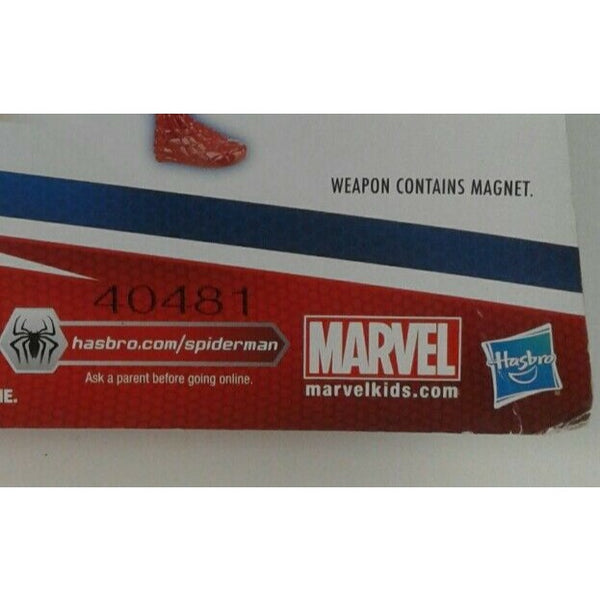 WEAPON CONTAINS MAGNET.
40481
hasbro.com/spiderman
Ask a parent before going online.
E.
MARVEL
marvelkids.com
Hasbro